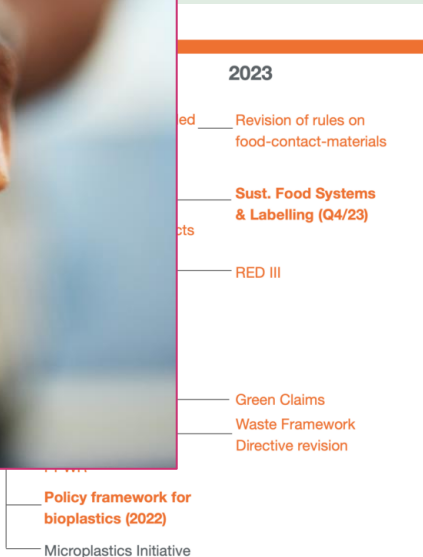 2023
ed
Revision of rules on
food-contact-materials
Sust. Food Systems
& Labelling (Q4/23)
cts
RED III
Green Claims
Waste Framework
Directive revision
Policy framework for
bioplastics (2022)
Microplastics Initiative